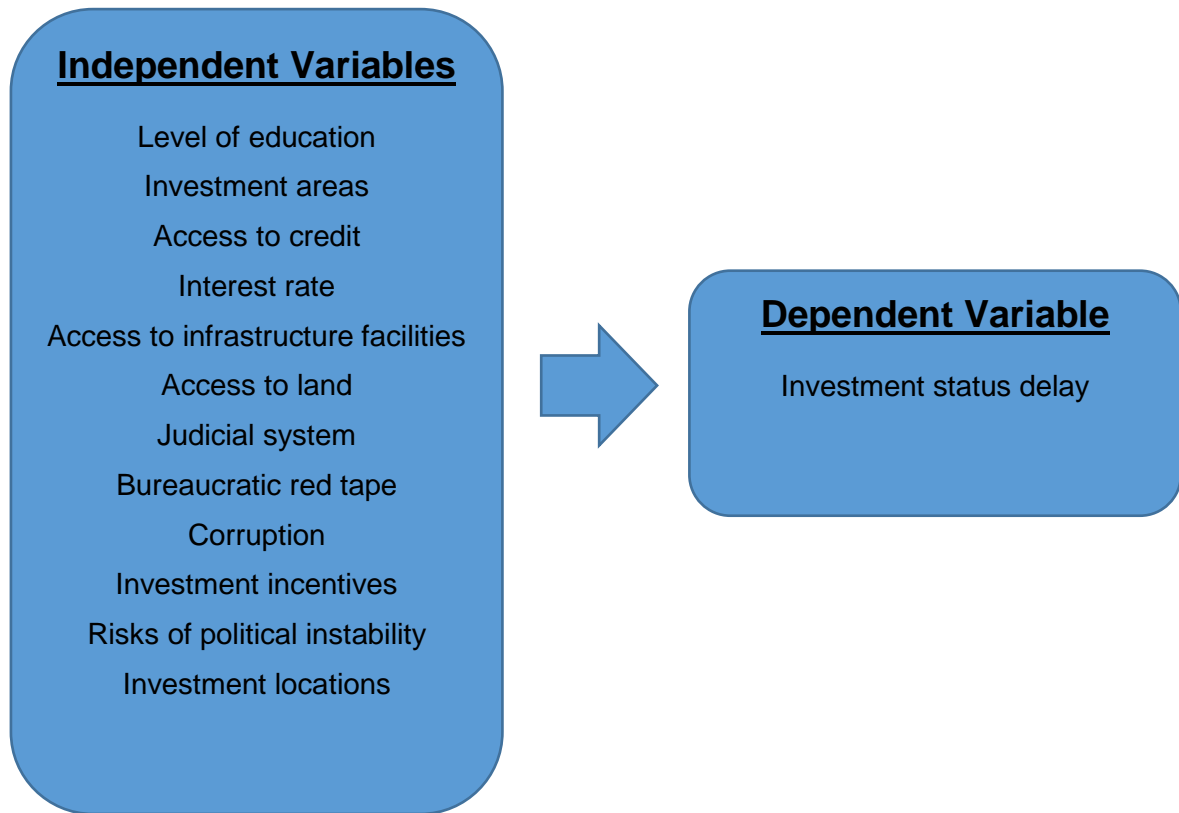 Independent Variables
Level of education
Investment areas
Access to credit
Interest rate
Access to infrastructure facilities
Access to land
Judicial system
Bureaucratic red tape
Corruption
Investment incentives
Risks of political instability
Investment locations
Dependent Variable
Investment status delay